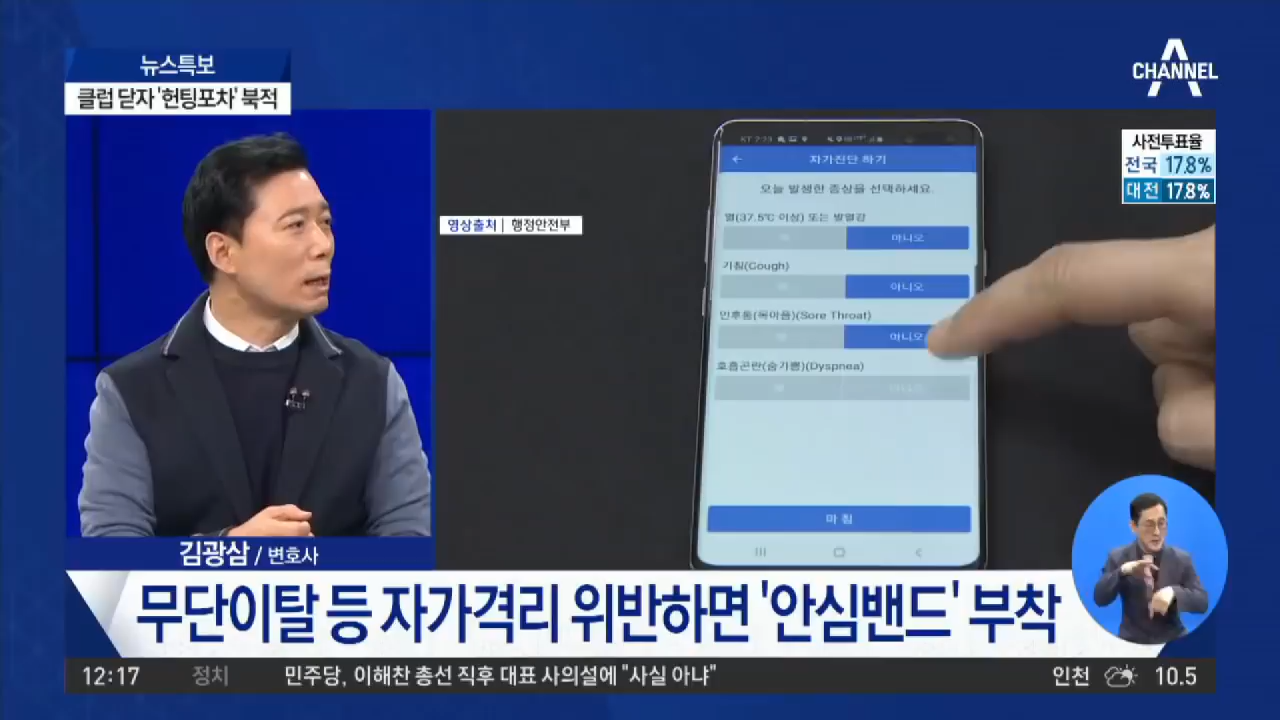 뉴스특보
클럽 닫자 '헌팅포차' 북적
CHANNEL A
사전투표율
전국 17.8%
대전 17.8%
영상출처 | 행정안전부
자가진단 하기
오늘 발생한 증상을 선택하세요.
열(37.5℃ 이상) 또는 발열감
아니오
기침(Cough)
아니오
인후통(목아픔)(Sore Throat)
아니오
호흡곤란(숨가쁨)(Dyspnea)
아니오
마 침
김광삼 / 변호사
무단이탈 등 자가격리 위반하면 '안심밴드' 부착
12:17 정치 민주당, 이해찬 총선 직후 대표 사의설에 "사실 아냐" 인천 10.5